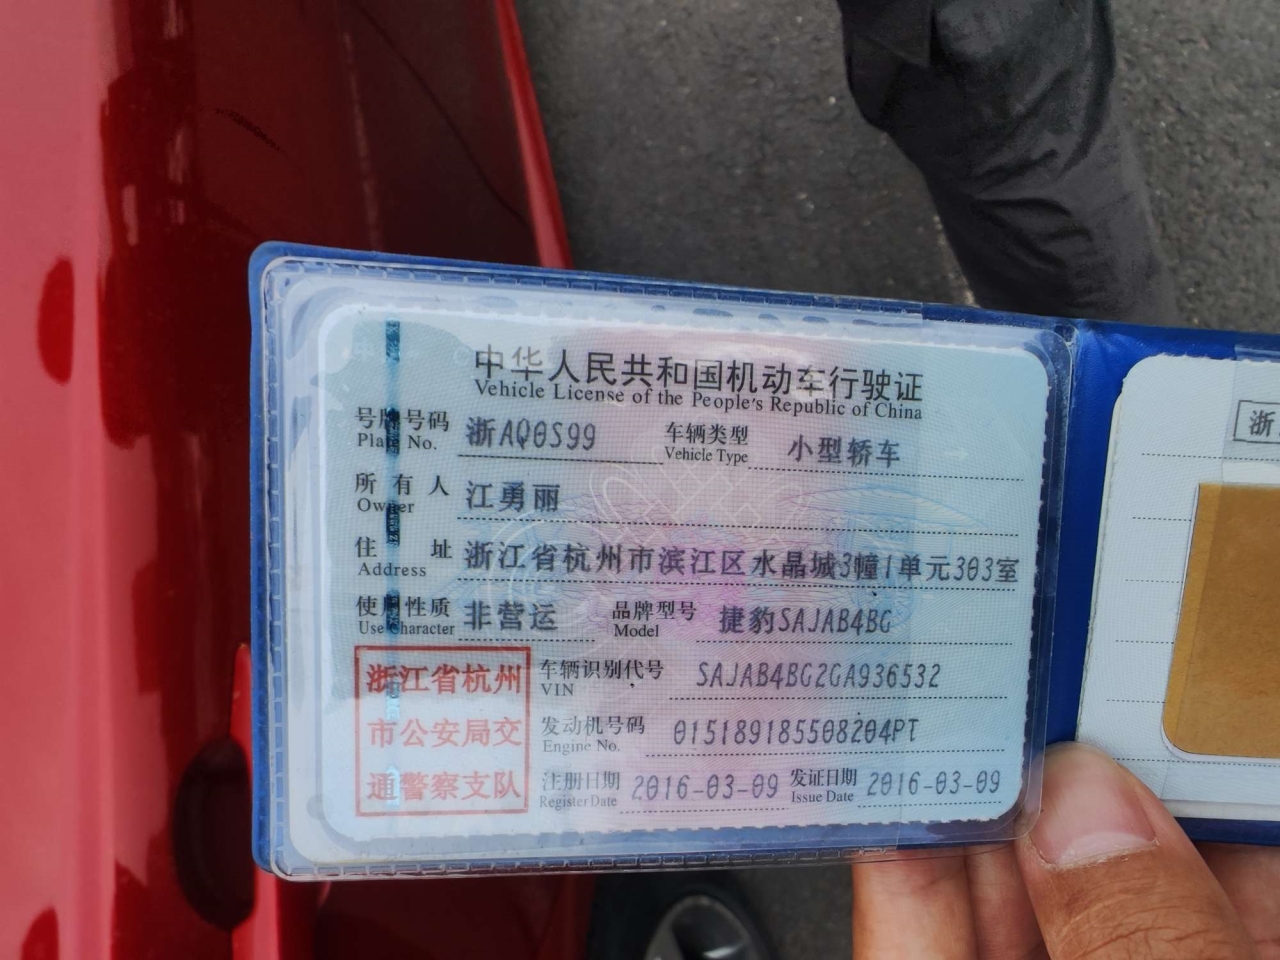 中华人民共和国机动车行驶证
Vehicle License of the People's Republic of China
号牌号码 浙AQ0S99 车辆类型 小型轿车
Plate No. Vehicle Type
所有人 江勇丽
Owner
住址 浙江省杭州市滨江区水晶城3幢1单元303室
Address
使用性质 非营运 品牌型号 捷豹SAJAB4BG
Use Character Model
浙江省杭州 车辆识别代号 SAJAB4BG2GA936532
VIN
市公安局交 发动机号码 015189185508204PT
Engine No.
通警察支队 注册日期 2016-03-09 发证日期 2016-03-09
Register Date Issue Date
浙